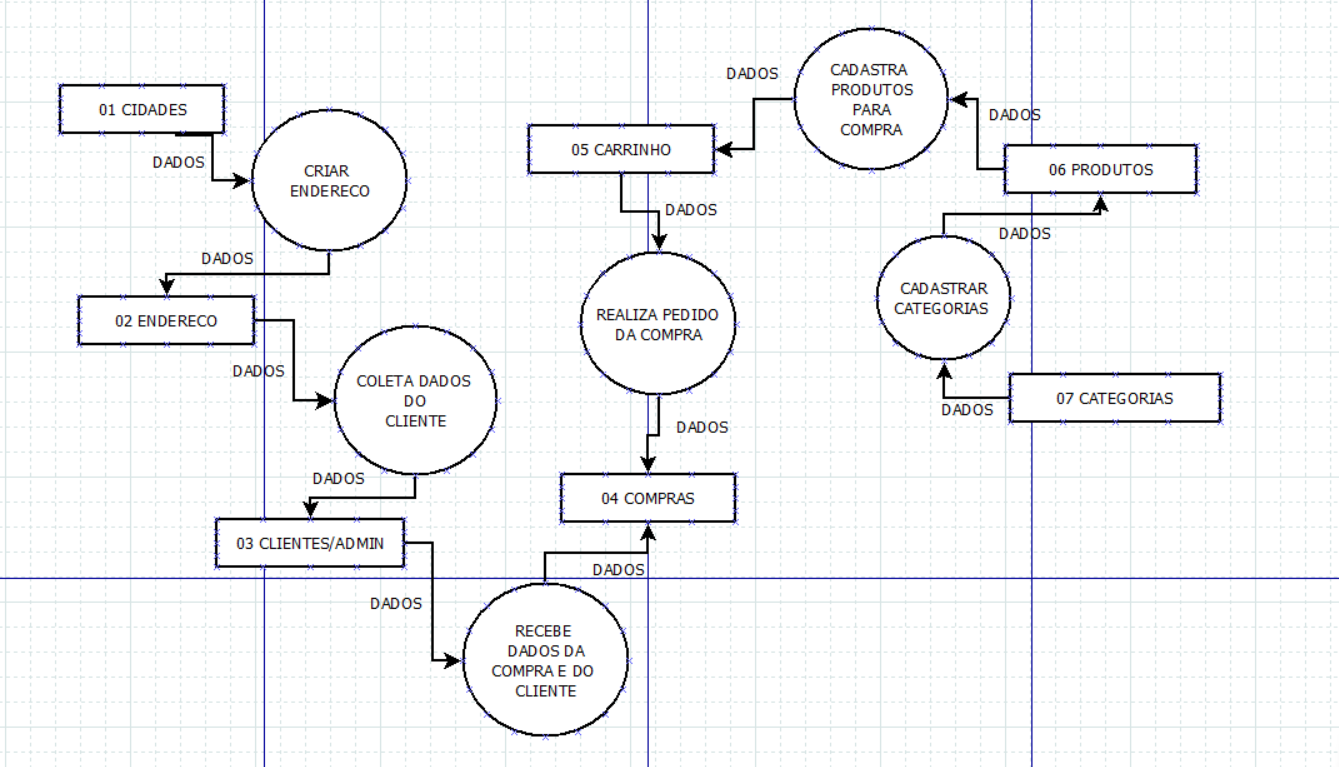 01 CIDADES
DADOS
CRIAR
ENDERECO
DADOS
02 ENDERECO
DADOS
COLETA DADOS
DO
CLIENTE
DADOS
03 CLIENTES/ADMIN
DADOS
RECEBE
DADOS DA
COMPRA E DO
CLIENTE
DADOS
04 COMPRAS
DADOS
REALIZA PEDIDO
DA COMPRA
DADOS
05 CARRINHO
DADOS
CADASTRA
PRODUTOS
PARA
COMPRA
DADOS
06 PRODUTOS
DADOS
CADASTRAR
CATEGORIAS
DADOS
07 CATEGORIAS